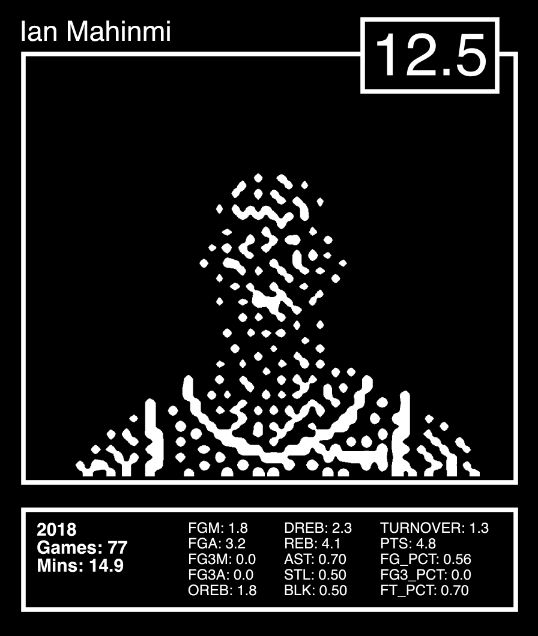 Ian Mahinmi
12.5
2018
Games: 77
Mins: 14.9
FGM: 1.8
FGA: 3.2
FG3M: 0.0
FG3A: 0.0
OREB: 1.8
DREB: 2.3
REB: 4.1
AST: 0.70
STL: 0.50
BLK: 0.50
TURNOVER: 1.3
PTS: 4.8
FG_PCT: 0.56
FG3_PCT: 0.0
FT_PCT: 0.70